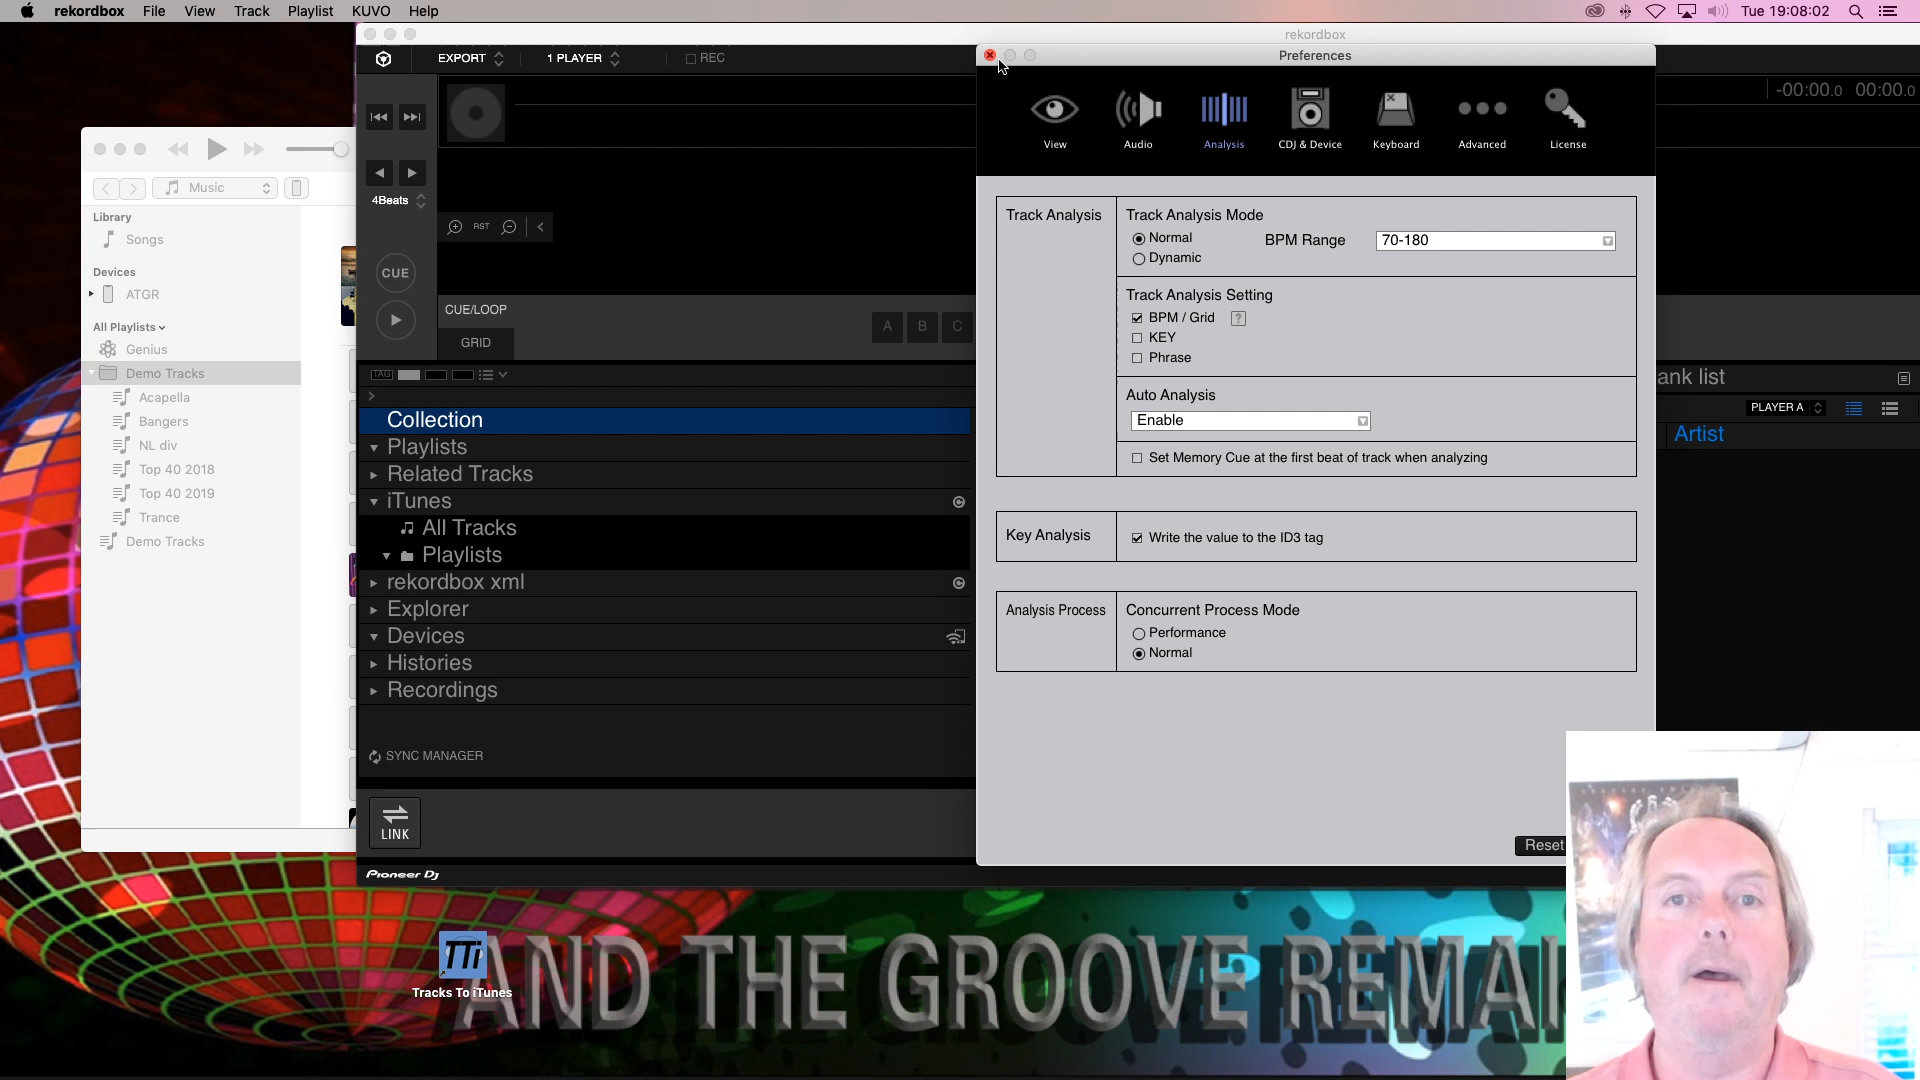 rekordbox File View Track Playlist KUVO Help
Tue 19:08:02
rekordbox
EXPORT 1 PLAYER REC
Preferences
-00:00.0 00:00.0
View Audio Analysis CDJ & Device Keyboard Advanced License
Music
Library
Songs
Devices
ATGR
All Playlists
Genius
Demo Tracks
Acapella
Bangers
NL div
Top 40 2018
Top 40 2019
Trance
Demo Tracks
4Beats
RST
CUE
CUE/LOOP
A B C
GRID
TAG
Collection
Playlists
Related Tracks
iTunes
All Tracks
Playlists
rekordbox xml
Explorer
Devices
Histories
Recordings
SYNC MANAGER
LINK
Pioneer Dj
Track Analysis
Track Analysis Mode
Normal
BPM Range 70-180
Dynamic
Track Analysis Setting
BPM / Grid ?
KEY
Phrase
Auto Analysis
Enable
Set Memory Cue at the first beat of track when analyzing
Key Analysis
Write the value to the ID3 tag
Analysis Process
Concurrent Process Mode
Performance
Normal
Reset
ank list
PLAYER A
Artist
TTi
Tracks To iTunes
AND THE GROOVE REMAI